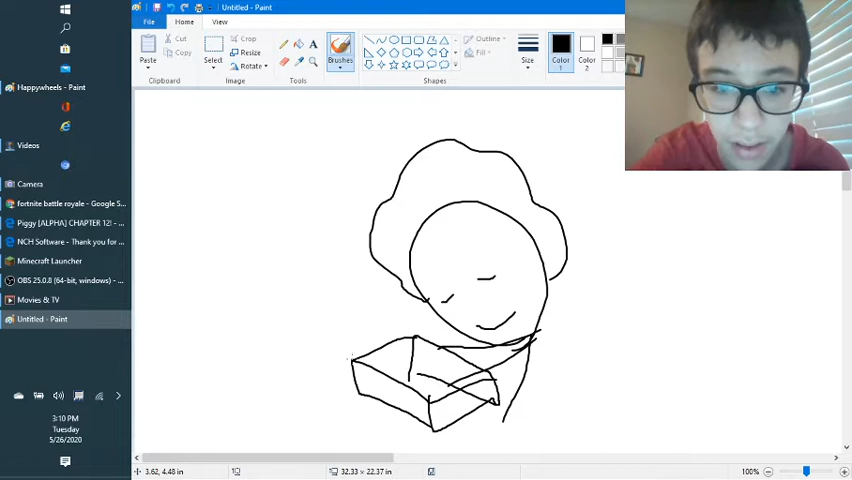 Untitled - Paint
File
Home
View
Paste
Cut
Copy
Clipboard
Select
Crop
Resize
Rotate
Image
A
Tools
Brushes
Outline
Fill
Shapes
Size
Color
1
Color
2
Happywheels - Paint
Videos
Camera
fortnite battle royale - Google S...
Piggy [ALPHA] CHAPTER 12! -...
NCH Software - Thank you for...
Minecraft Launcher
OBS 25.0.8 (64-bit, windows) -...
Movies & TV
Untitled - Paint
3:10 PM
Tuesday
5/26/2020
3.62, 4.48 in
32.33 × 22.37 in
100%